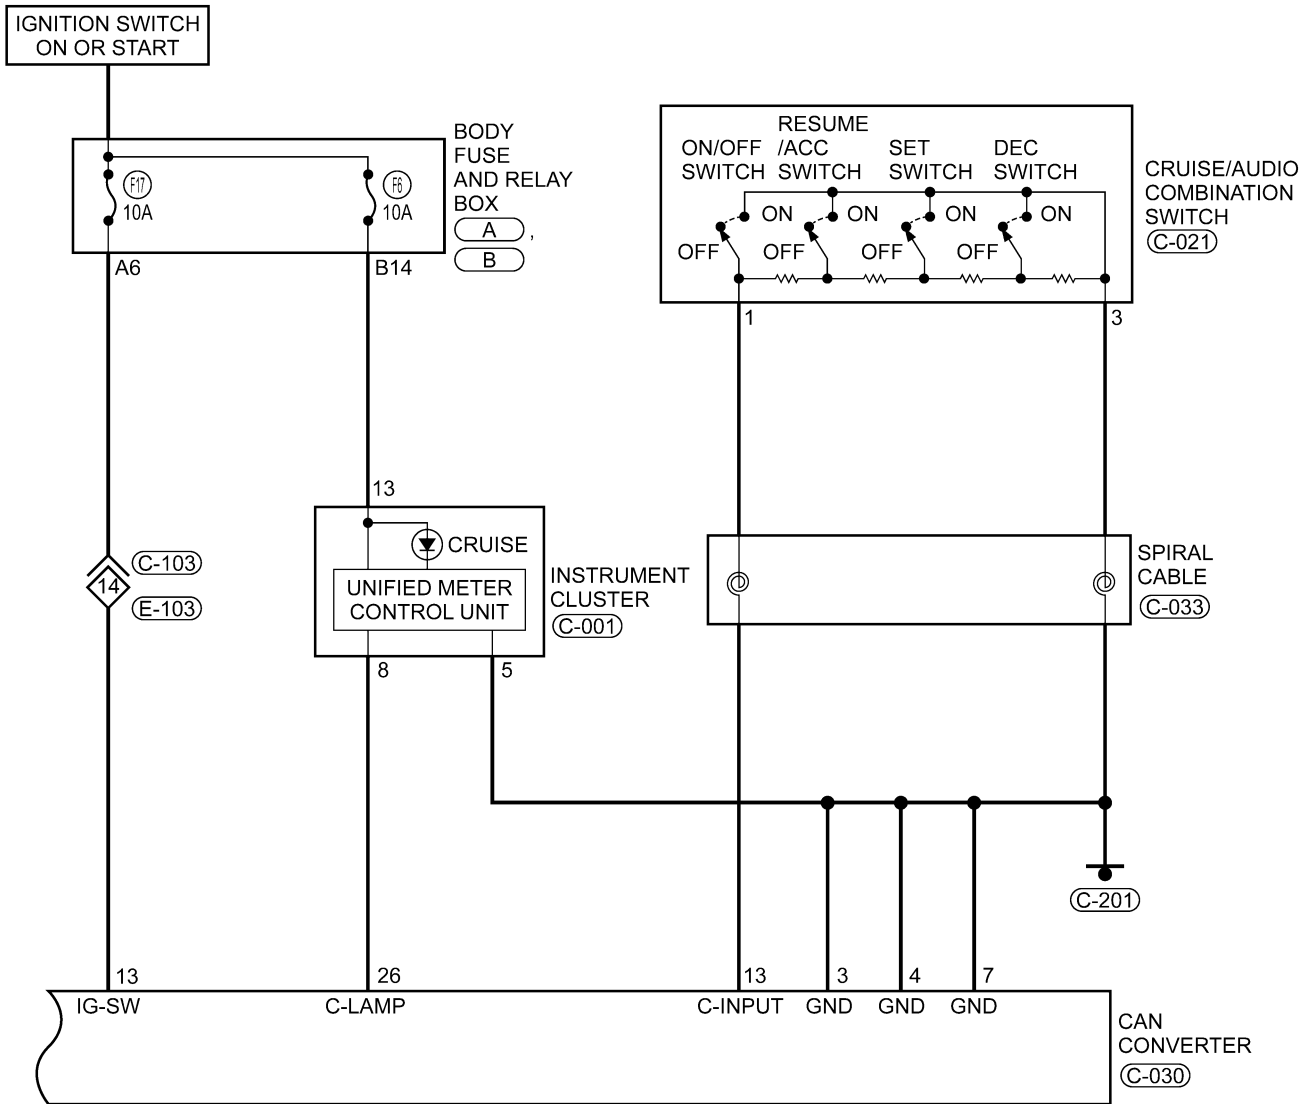 IGNITION SWITCH
ON OR START
BODY
FUSE
AND RELAY
BOX
A ,
B
F17
10A
F6
10A
A6
B14
RESUME
ON/OFF /ACC SET DEC
SWITCH SWITCH SWITCH SWITCH
ON ON ON ON
OFF OFF OFF OFF
CRUISE/AUDIO
COMBINATION
SWITCH
C-021
1
3
13
CRUISE
UNIFIED METER
CONTROL UNIT
INSTRUMENT
CLUSTER
C-001
8
5
C-103
14
E-103
SPIRAL
CABLE
C-033
C-201
13 26 13 3 4 7
IG-SW C-LAMP C-INPUT GND GND GND
CAN
CONVERTER
C-030